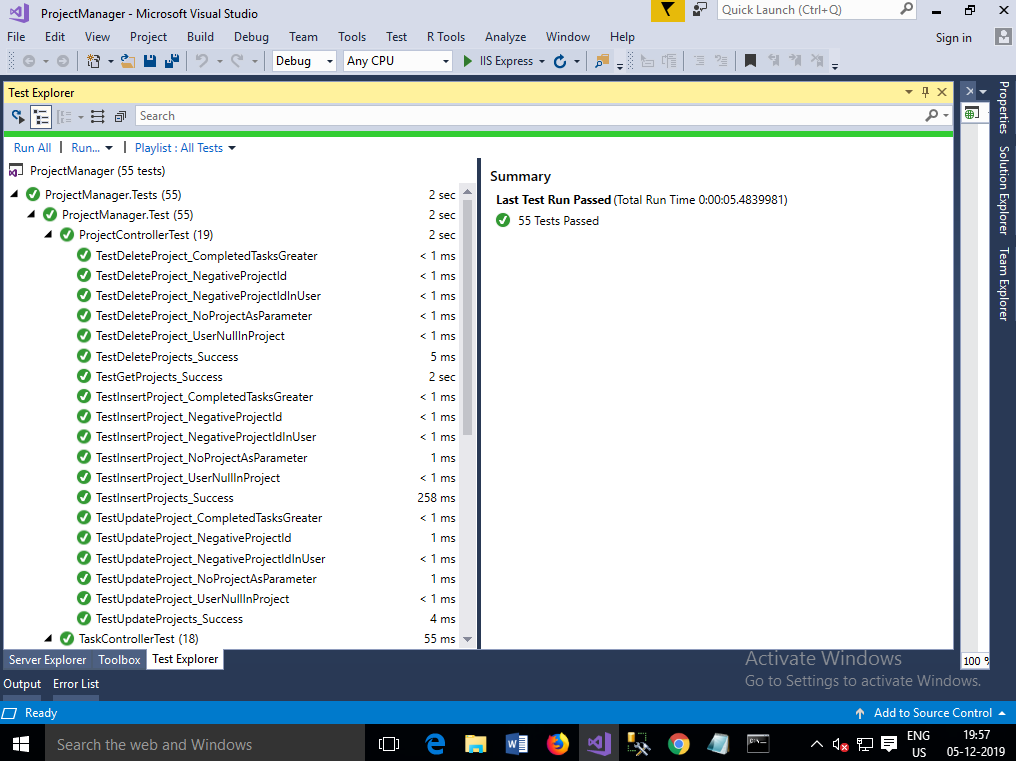 ProjectManager - Microsoft Visual Studio
Quick Launch (Ctrl+Q)
File Edit View Project Build Debug Team Tools Test R Tools Analyze Window Help Sign in
Debug Any CPU IIS Express
Test Explorer
Search
Run All | Run... | Playlist : All Tests
ProjectManager (55 tests)
ProjectManager.Tests (55) 2 sec
ProjectManager.Test (55) 2 sec
ProjectControllerTest (19) 2 sec
TestDeleteProject_CompletedTasksGreater < 1 ms
TestDeleteProject_NegativeProjectId < 1 ms
TestDeleteProject_NegativeProjectIdInUser < 1 ms
TestDeleteProject_NoProjectAsParameter < 1 ms
TestDeleteProject_UserNullInProject < 1 ms
TestDeleteProjects_Success 5 ms
TestGetProjects_Success 2 sec
TestInsertProject_CompletedTasksGreater < 1 ms
TestInsertProject_NegativeProjectId < 1 ms
TestInsertProject_NegativeProjectIdInUser < 1 ms
TestInsertProject_NoProjectAsParameter 1 ms
TestInsertProject_UserNullInProject < 1 ms
TestInsertProjects_Success 258 ms
TestUpdateProject_CompletedTasksGreater < 1 ms
TestUpdateProject_NegativeProjectId 1 ms
TestUpdateProject_NegativeProjectIdInUser < 1 ms
TestUpdateProject_NoProjectAsParameter 1 ms
TestUpdateProject_UserNullInProject < 1 ms
TestUpdateProjects_Success 4 ms
TaskControllerTest (18) 55 ms
Summary
Last Test Run Passed (Total Run Time 0:00:05.4839981)
55 Tests Passed
Properties
Solution Explorer
Team Explorer
100 %
Server Explorer Toolbox Test Explorer
Activate Windows
Go to Settings to activate Windows.
Output Error List
Ready Add to Source Control
Search the web and Windows
ENG
US
19:57
05-12-2019